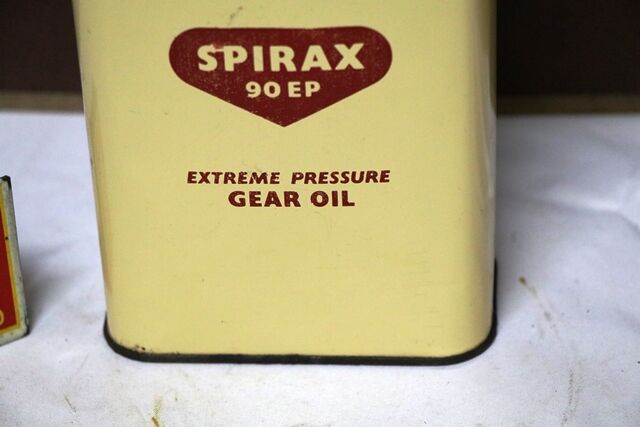 SPIRAX
90 EP
EXTREME PRESSURE
GEAR OIL